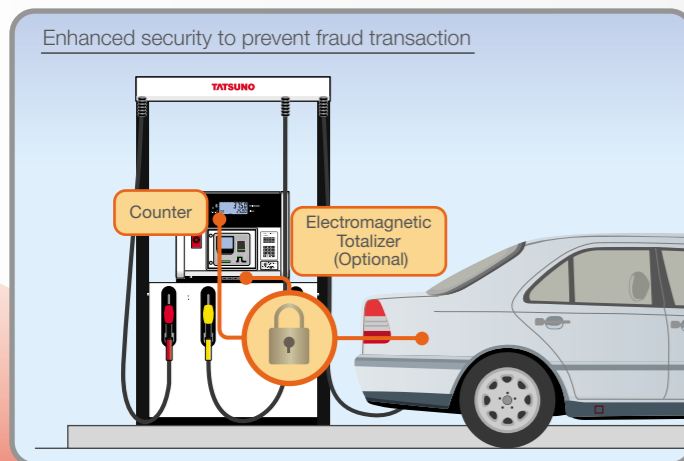 Enhanced security to prevent fraud transaction
TATSUNO
Counter
Electromagnetic
Totalizer
(Optional)